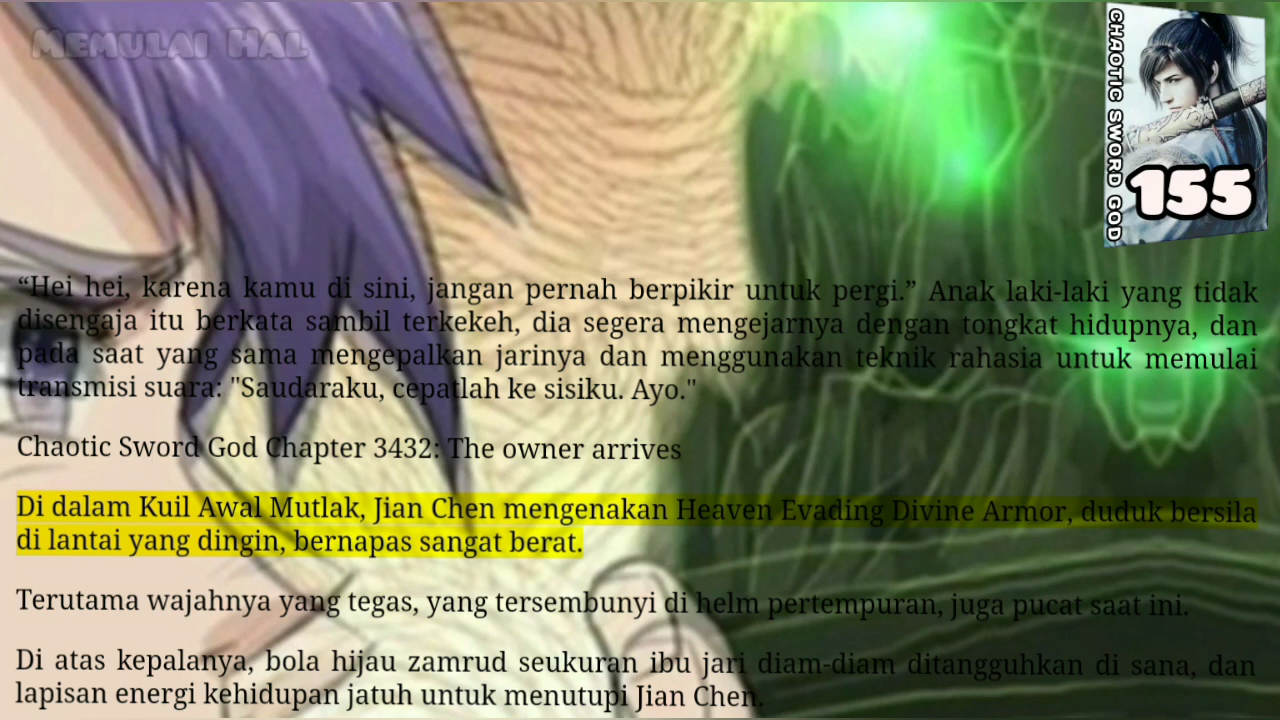 Memulai Hal
CHAOTIC SWORD GOD
155
“Hei hei, karena kamu di sini, jangan pernah berpikir untuk pergi.” Anak laki-laki yang tidak
disengaja itu berkata sambil terkekeh, dia segera mengejarnya dengan tongkat hidupnya, dan
pada saat yang sama mengepalkan jarinya dan menggunakan teknik rahasia untuk memulai
transmisi suara: "Saudaraku, cepatlah ke sisiku. Ayo."
Chaotic Sword God Chapter 3432: The owner arrives
Di dalam Kuil Awal Mutlak, Jian Chen mengenakan Heaven Evading Divine Armor, duduk bersila
di lantai yang dingin, bernapas sangat berat.
Terutama wajahnya yang tegas, yang tersembunyi di helm pertempuran, juga pucat saat ini.
Di atas kepalanya, bola hijau zamrud seukuran ibu jari diam-diam ditangguhkan di sana, dan
lapisan energi kehidupan jatuh untuk menutupi Jian Chen.